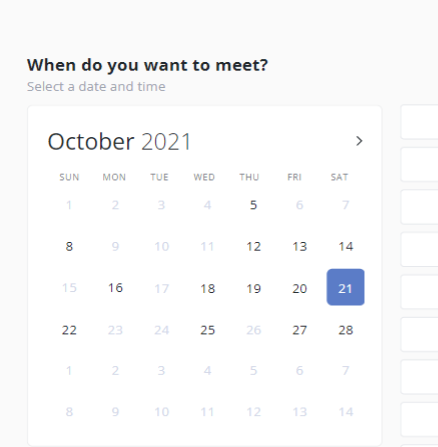 When do you want to meet?
Select a date and time
October 2021 >
SUN MON TUE WED THU FRI SAT
1 2 3 4 5 6 7
8 9 10 11 12 13 14
15 16 17 18 19 20 21
22 23 24 25 26 27 28
1 2 3 4 5 6 7
8 9 10 11 12 13 14